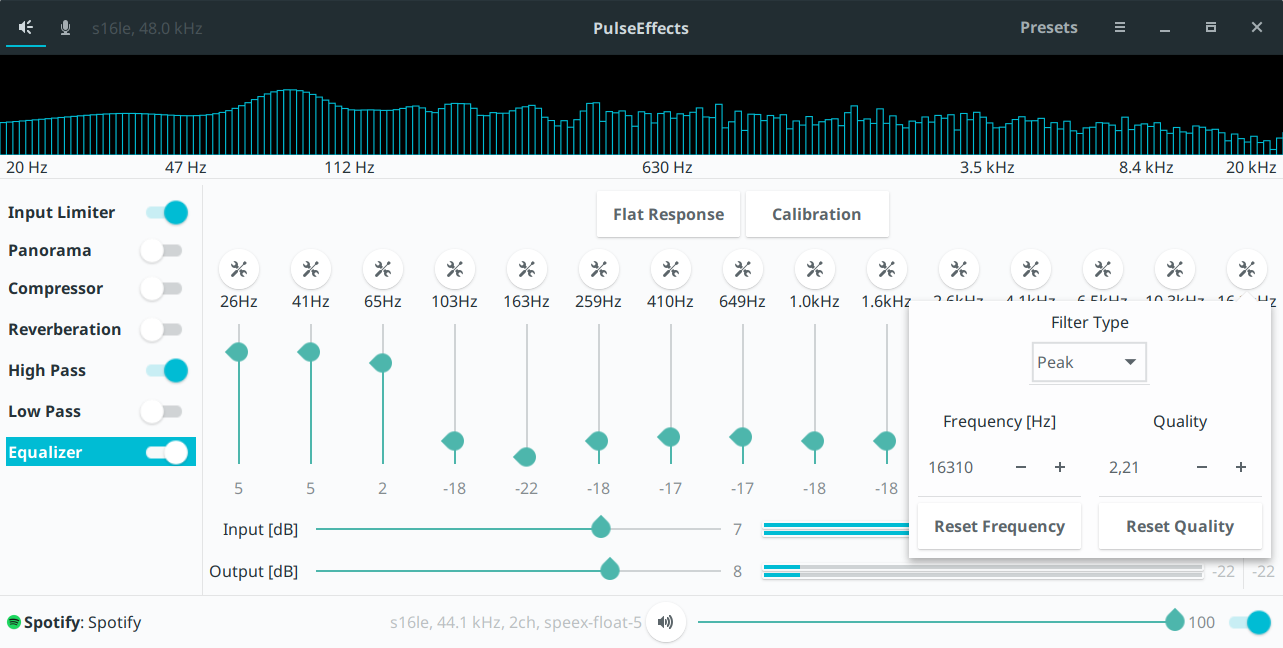 s16le, 48.0 kHz PulseEffects Presets
20 Hz 47 Hz 112 Hz 630 Hz 3.5 kHz 8.4 kHz 20 kHz
Input Limiter
Panorama
Compressor
Reverberation
High Pass
Low Pass
Equalizer
Flat Response Calibration
26Hz 41Hz 65Hz 103Hz 163Hz 259Hz 410Hz 649Hz 1.0kHz 1.6kHz 2.6kHz 4.1kHz 6.5kHz 10.3kHz
5 5 2 -18 -22 -18 -17 -17 -18 -18
Filter Type
Peak
Frequency [Hz] Quality
16310 − + 2,21 − +
Reset Frequency Reset Quality
Input [dB] 7
Output [dB] 8 -22 -22
Spotify: Spotify s16le, 44.1 kHz, 2ch, speex-float-5 100